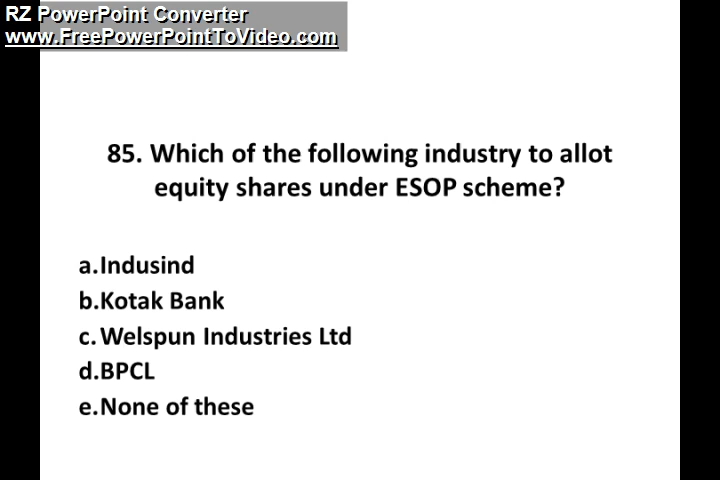 RZ PowerPoint Converter
www.FreePowerPointToVideo.com
85. Which of the following industry to allot
equity shares under ESOP scheme?
a.Indusind
b.Kotak Bank
c. Welspun Industries Ltd
d.BPCL
e.None of these